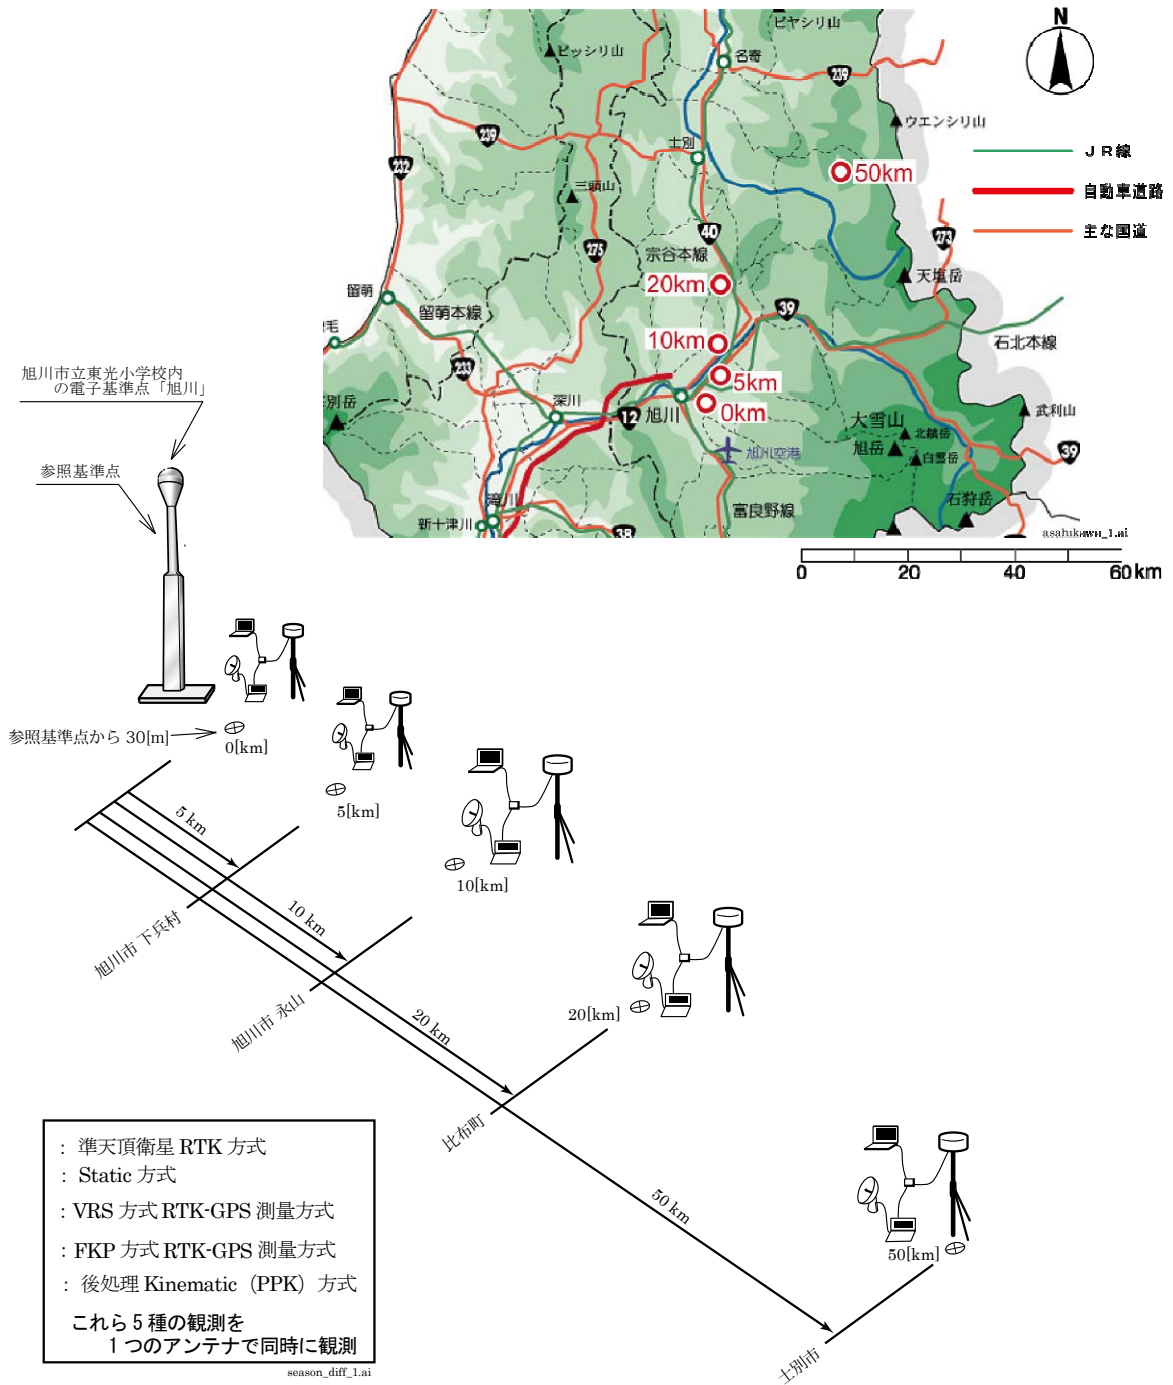 ピッシリ山
ピヤシリ山
名寄
N
239
ウエンシリ山
239
士別
JR線
232
50km
三頭山
自動車道路
40
273
主な国道
275
宗谷本線
天塩岳
20km
留萌
留萌本線
39
10km
石北本線
233
5km
深川
12
旭川
0km
大雪山
武利山
北鎮岳
旭岳
旭川空港
白雲岳
39
滝川
石狩岳
新十津川
富良野線
38
0
20
40
60km
旭川市立東光小学校内
の電子基準点「旭川」
参照基準点
参照基準点から 30[m]
0[km]
5[km]
5 km
10[km]
10 km
旭川市 下兵村
20[km]
20 km
旭川市 永山
比布町
50 km
50[km]
士別市
: 準天頂衛星 RTK 方式
: Static 方式
: VRS 方式 RTK-GPS 測量方式
: FKP 方式 RTK-GPS 測量方式
: 後処理 Kinematic（PPK）方式
これら 5 種の観測を
1 つのアンテナで同時に観測
season_diff_1.ai